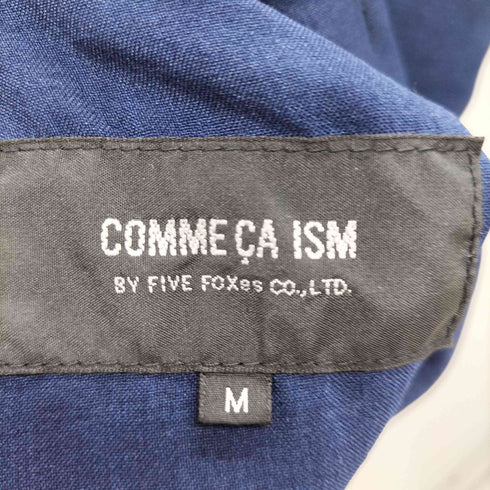 COMME ÇA ISM
BY FIVE FOXes CO.,LTD.
M